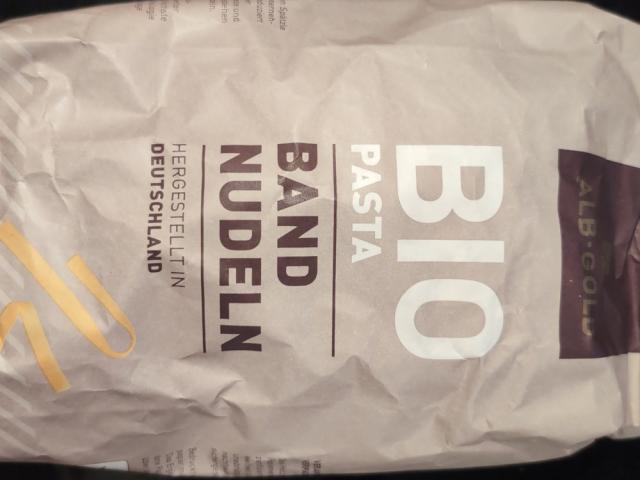 ALB·GOLD
BIO
PASTA
BAND
NUDELN
HERGESTELLT IN
DEUTSCHLAND